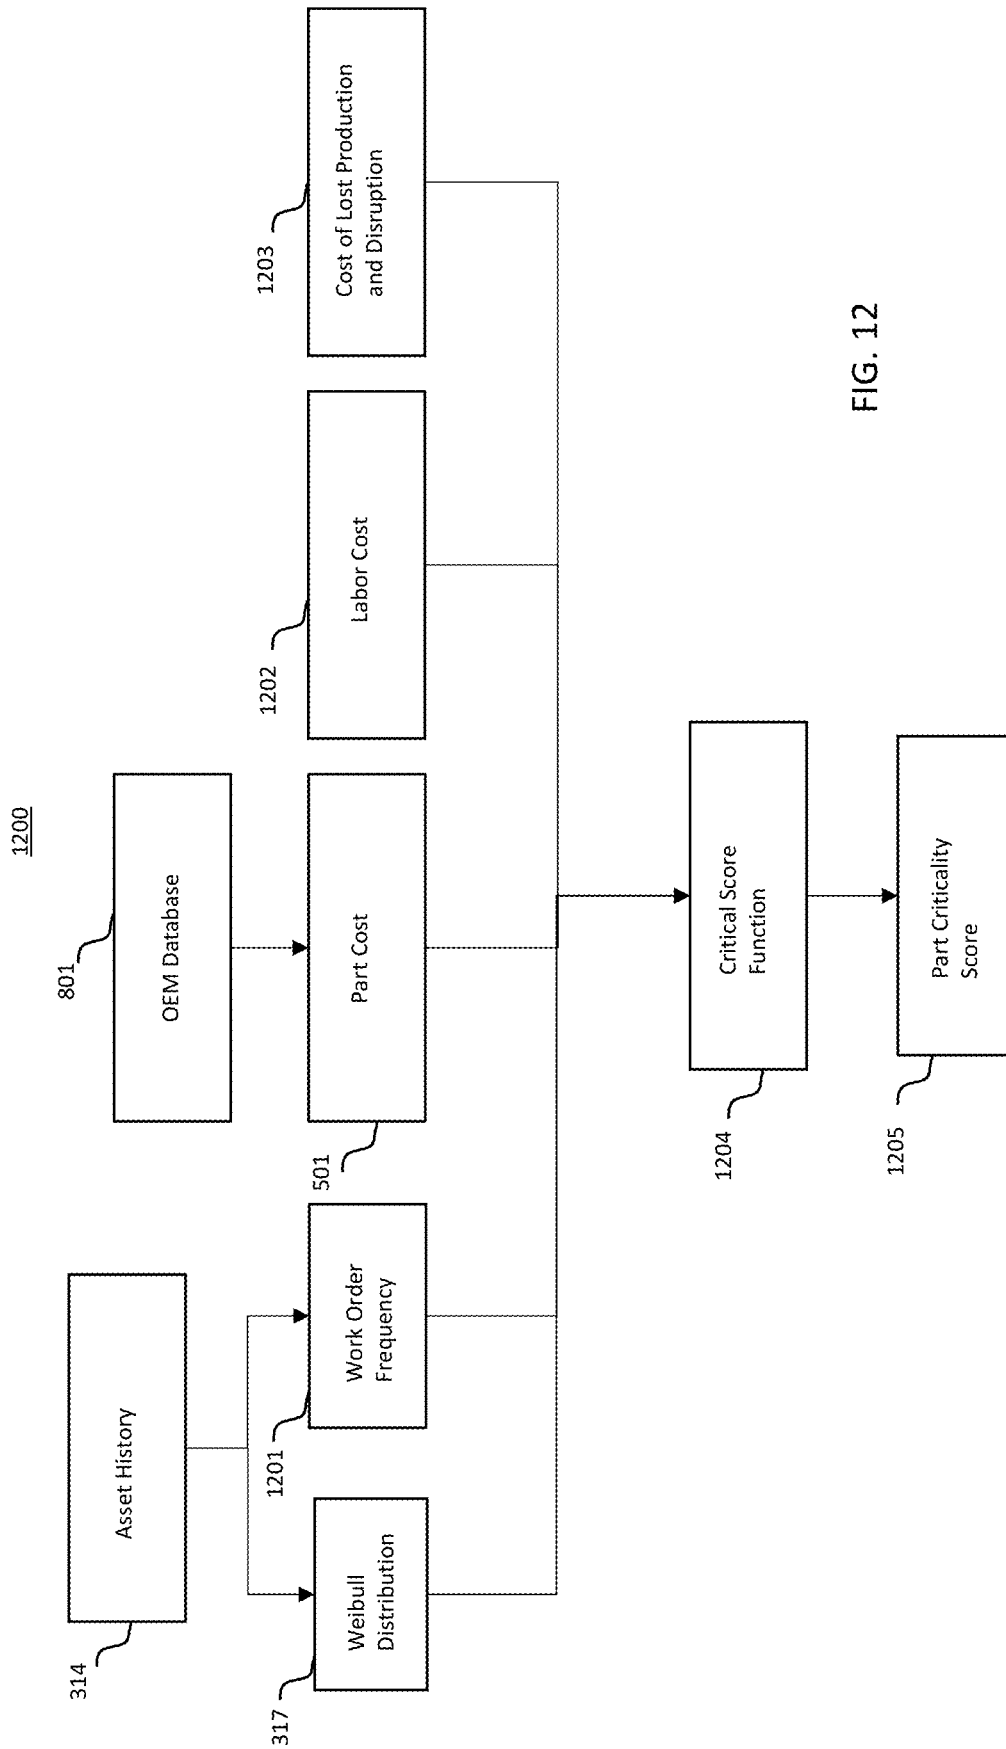 1200
314
Asset History
801
OEM Database
317
Weibull
Distribution
1201
Work Order
Frequency
501
Part Cost
1202
Labor Cost
1203
Cost of Lost Production
and Disruption
1204
Critical Score
Function
1205
Part Criticality
Score
FIG. 12